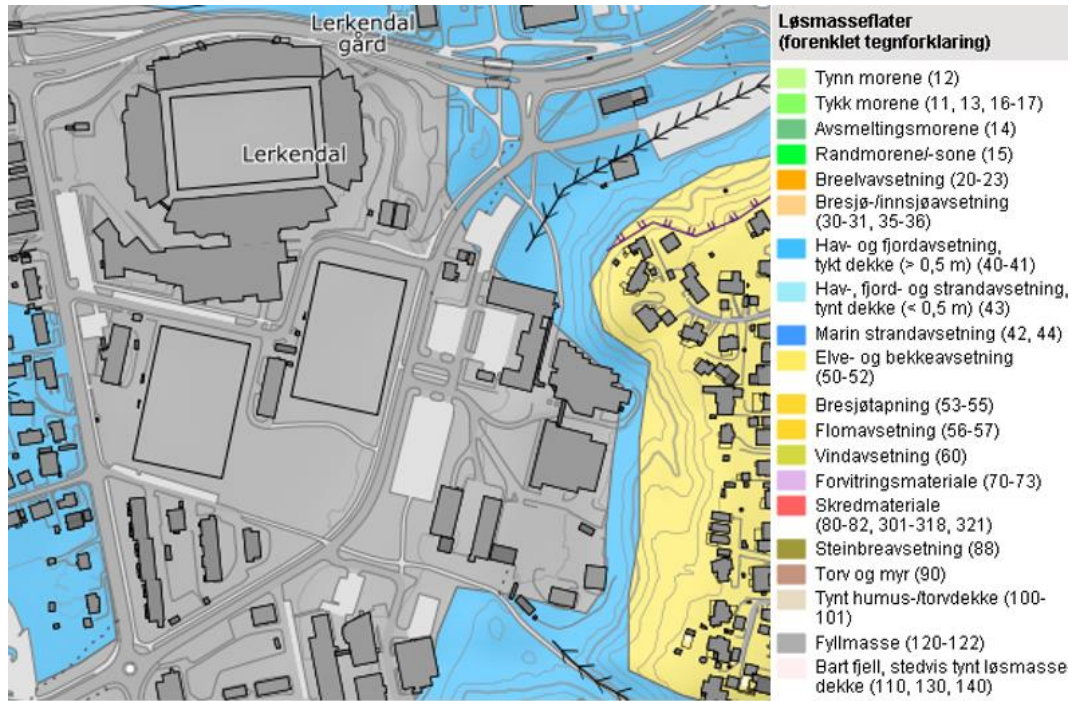 Lerkendal
gård
Lerkendal
Løsmasseflater
(forenklet tegnforklaring)
Tynn morene (12)
Tykk morene (11, 13, 16-17)
Avsmeltingsmorene (14)
Randmorene/-sone (15)
Breelvavsetning (20-23)
Bresjø-/innsjøavsetning
(30-31, 35-36)
Hav- og fjordavsetning,
tykt dekke (> 0,5 m) (40-41)
Hav-, fjord- og strandavsetning,
tynt dekke (< 0,5 m) (43)
Marin strandavsetning (42, 44)
Elve- og bekkeavsetning
(50-52)
Bresjøtapning (53-55)
Flomavsetning (56-57)
Vindavsetning (60)
Forvitringsmateriale (70-73)
Skredmateriale
(80-82, 301-318, 321)
Steinbreavsetning (88)
Torv og myr (90)
Tynt humus-/torvdekke (100-
101)
Fyllmasse (120-122)
Bart fjell, stedvis tynt løsmasse
dekke (110, 130, 140)